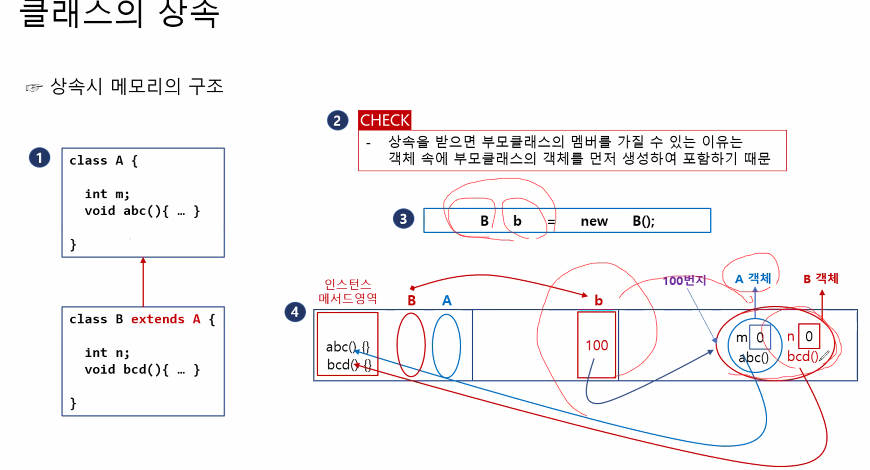 클래스의 상속
☞ 상속시 메모리의 구조
1
class A {
int m;
void abc(){ … }
}
class B extends A {
int n;
void bcd(){ … }
}
2 CHECK
- 상속을 받으면 부모클래스의 멤버를 가질 수 있는 이유는
객체 속에 부모클래스의 객체를 먼저 생성하여 포함하기 때문
3 B b = new B();
4
인스턴스
메서드영역
B A
b
100번지
A 객체
B 객체
abc() {}
bcd() {}
100
m 0
abc()
n 0
bcd()